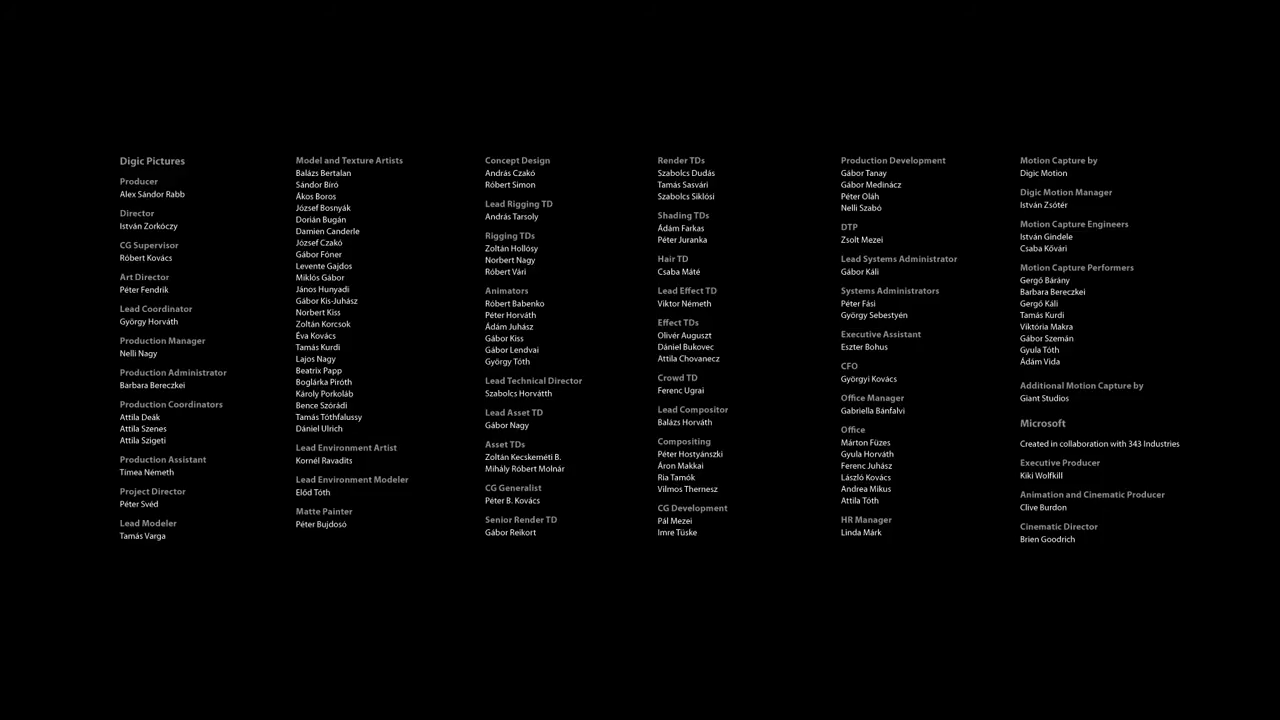 Digic Pictures
Producer
Alex Sándor Rabb
Director
István Zorkóczy
CG Supervisor
Róbert Kovács
Art Director
Péter Fendrik
Lead Coordinator
György Horváth
Production Manager
Nelli Nagy
Production Administrator
Barbara Bereczkei
Production Coordinators
Attila Deák
Attila Szenes
Attila Szigeti
Production Assistant
Tímea Németh
Project Director
Péter Svéd
Lead Modeler
Tamás Varga
Model and Texture Artists
Balázs Bertalan
Sándor Bíró
Ákos Boros
József Bosnyák
Dorián Bugán
Damien Canderle
József Czakó
Gábor Fóner
Levente Gajdos
Miklós Gábor
János Hunyadi
Gábor Kis-Juhász
Norbert Kiss
Zoltán Korcsok
Éva Kovács
Tamás Kurdi
Lajos Nagy
Beatrix Papp
Boglárka Piróth
Károly Porkoláb
Bence Szórádi
Tamás Tóthfalussy
Dániel Ulrich
Lead Environment Artist
Kornél Ravadits
Lead Environment Modeler
Előd Tóth
Matte Painter
Péter Bujdosó
Concept Design
András Czakó
Róbert Simon
Lead Rigging TD
András Tarsoly
Rigging TDs
Zoltán Hollósy
Norbert Nagy
Róbert Vári
Animators
Róbert Babenko
Péter Horváth
Ádám Juhász
Gábor Kiss
Gábor Lendvai
György Tóth
Lead Technical Director
Szabolcs Horvátth
Lead Asset TD
Gábor Nagy
Asset TDs
Zoltán Kecskeméti B.
Mihály Róbert Molnár
CG Generalist
Péter B. Kovács
Senior Render TD
Gábor Reikort
Render TDs
Szabolcs Dudás
Tamás Sasvári
Szabolcs Siklósi
Shading TDs
Ádám Farkas
Péter Juranka
Hair TD
Csaba Máté
Lead Effect TD
Viktor Németh
Effect TDs
Olivér Auguszt
Dániel Bukovec
Attila Chovanecz
Crowd TD
Ferenc Ugrai
Lead Compositor
Balázs Horváth
Compositing
Péter Hostyánszki
Áron Makkai
Ria Tamók
Vilmos Thernesz
CG Development
Pál Mezei
Imre Tüske
Production Development
Gábor Tanay
Gábor Medinácz
Péter Oláh
Nelli Szabó
DTP
Zsolt Mezei
Lead Systems Administrator
Gábor Káli
Systems Administrators
Péter Fási
György Sebestyén
Executive Assistant
Eszter Bohus
CFO
Györgyi Kovács
Office Manager
Gabriella Bánfalvi
Office
Márton Füzes
Gyula Horváth
Ferenc Juhász
László Kovács
Andrea Mikus
Attila Tóth
HR Manager
Linda Márk
Motion Capture by
Digic Motion
Digic Motion Manager
István Zsótér
Motion Capture Engineers
István Gindele
Csaba Kővári
Motion Capture Performers
Gergő Bárány
Barbara Bereczkei
Gergő Káli
Tamás Kurdi
Viktória Makra
Gábor Szemán
Gyula Tóth
Ádám Vida
Additional Motion Capture by
Giant Studios
Microsoft
Created in collaboration with 343 Industries
Executive Producer
Kiki Wolfkill
Animation and Cinematic Producer
Clive Burdon
Cinematic Director
Brien Goodrich